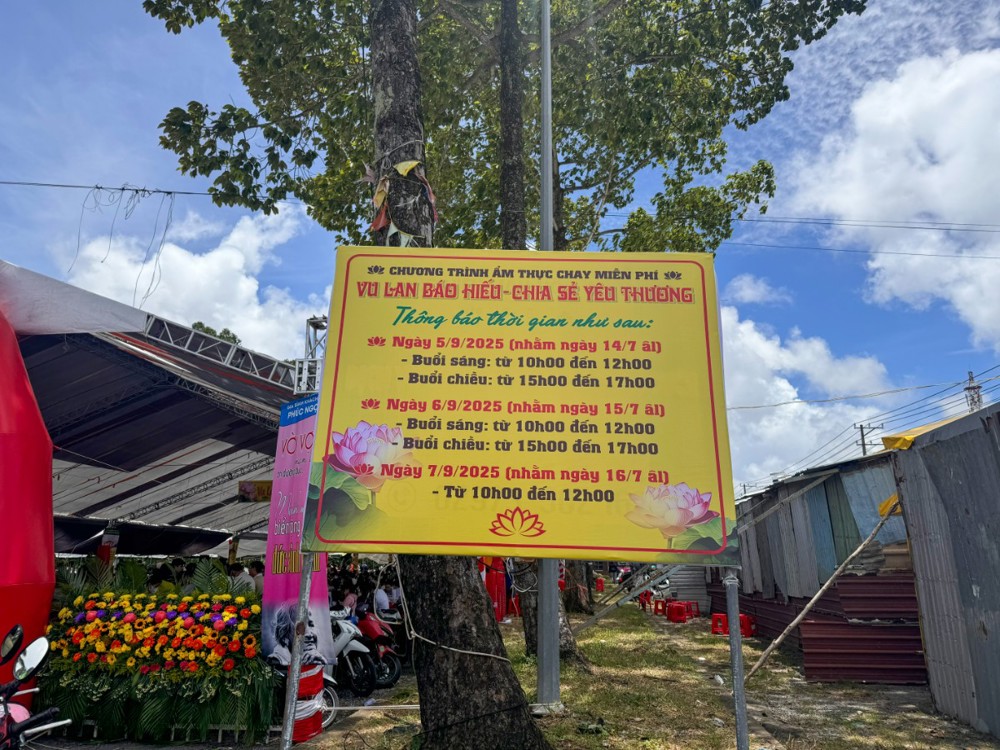 CHƯƠNG TRÌNH ẨM THỰC CHAY MIỄN PHÍ
VU LAN BÁO HIẾU - CHIA SẺ YÊU THƯƠNG
Thông báo thời gian như sau:
Ngày 5/9/2025 (nhằm ngày 14/7 âl)
- Buổi sáng: từ 10h00 đến 12h00
- Buổi chiều: từ 15h00 đến 17h00
Ngày 6/9/2025 (nhằm ngày 15/7 âl)
- Buổi sáng: từ 10h00 đến 12h00
- Buổi chiều: từ 15h00 đến 17h00
Ngày 7/9/2025 (nhằm ngày 16/7 âl)
- Từ 10h00 đến 12h00
PHÚC NGỌ